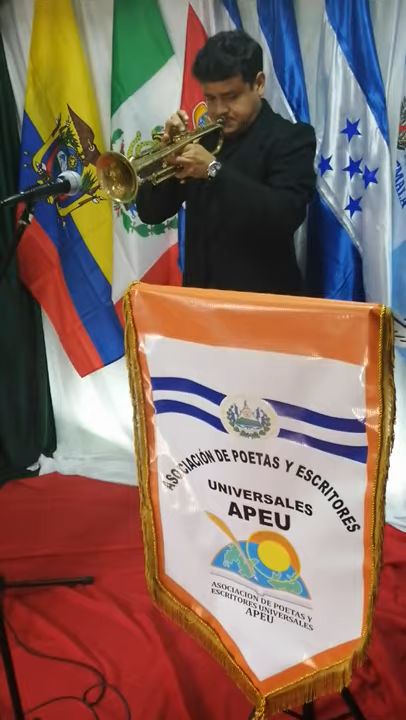 ASOCIACIÓN DE POETAS Y ESCRITORES
UNIVERSALES
APEU
ASOCIACION DE POETAS Y
ESCRITORES UNIVERSALES
APEU